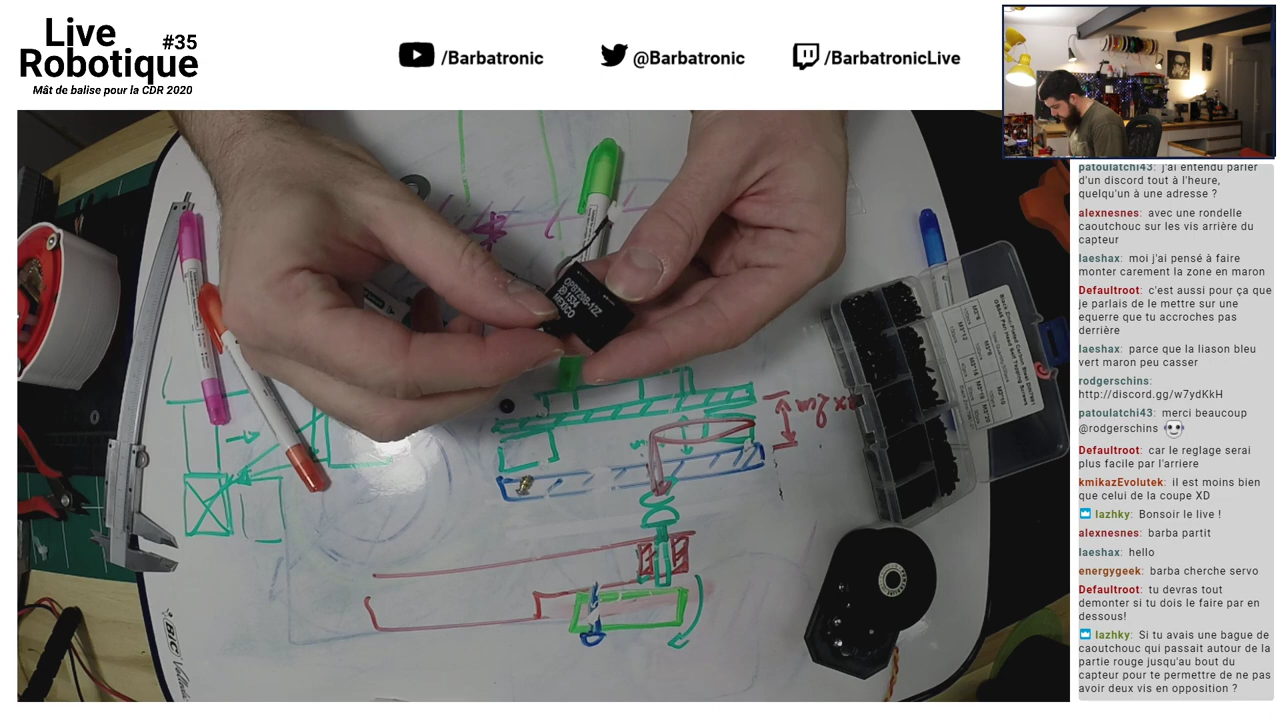 Live
Robotique #35
Mât de balise pour la CDR 2020
/Barbatronic
@Barbatronic
/BarbatronicLive
patoulatchi43: j'ai entendu parler
d'un discord tout à l'heure,
quelqu'un à une adresse ?
alexnesnes: avec une rondelle
caoutchouc sur les vis arrière du
capteur
laeshax: moi j'ai pensé à faire
monter carement la zone en maron
Defaultroot: c'est aussi pour ça que
je parlais de le mettre sur une
equerre que tu accroches pas
derrière
laeshax: parce que la liason bleu
vert maron peu casser
rodgerschins:
http://discord.gg/w7ydKkH
patoulatchi43: merci beaucoup
@rodgerschins
Defaultroot: car le reglage serai
plus facile par l'arriere
kmikazEvolutek: il est moins bien
que celui de la coupe XD
lazhky: Bonsoir le live !
alexnesnes: barba partit
laeshax: hello
energygeek: barba cherche servo
Defaultroot: tu devras tout
demonter si tu dois le faire par en
dessous!
lazhky: Si tu avais une bague de
caoutchouc qui passait autour de la
partie rouge jusqu'au bout du
capteur pour te permettre de ne pas
avoir deux vis en opposition ?
MEXICO
BIC